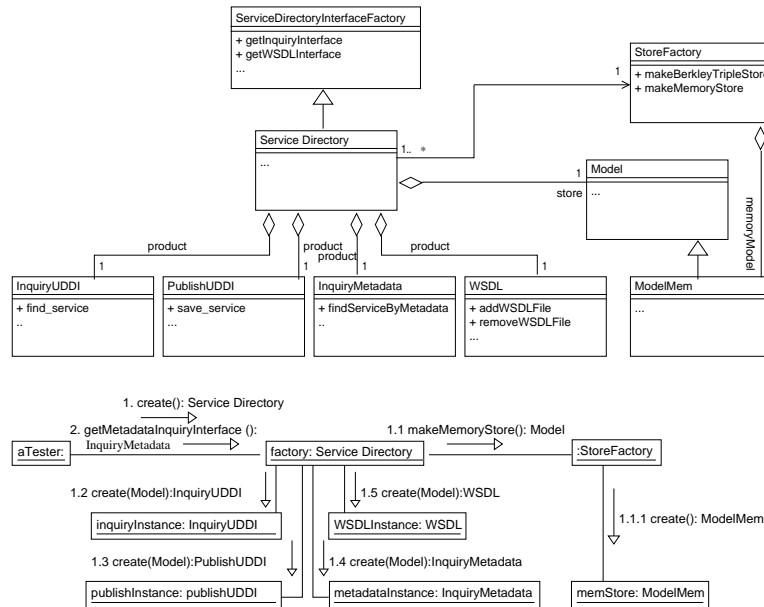 ServiceDirectoryInterfaceFactory
+ getInquiryInterface
+ getWSDLInterface
...
StoreFactory
+ makeBerkleyTripleStore
+ makeMemoryStore
1
Service Directory
...
1.. *
Model
...
1
store
memoryModel
product
product
product
product
1
1
1
1
InquiryUDDI
+ find_service
..
PublishUDDI
+ save_service
...
InquiryMetadata
+ findServiceByMetadata
..
WSDL
+ addWSDLFile
+ removeWSDLFile
...
ModelMem
...
1. create(): Service Directory
2. getMetadataInquiryInterface ():
InquiryMetadata
1.1 makeMemoryStore(): Model
aTester:
factory: Service Directory
:StoreFactory
1.2 create(Model):InquiryUDDI
1.5 create(Model):WSDL
inquiryInstance: InquiryUDDI
WSDLInstance: WSDL
1.1.1 create(): ModelMem
1.3 create(Model):PublishUDDI
1.4 create(Model):InquiryMetadata
publishInstance: publishUDDI
metadataInstance: InquiryMetadata
memStore: ModelMem